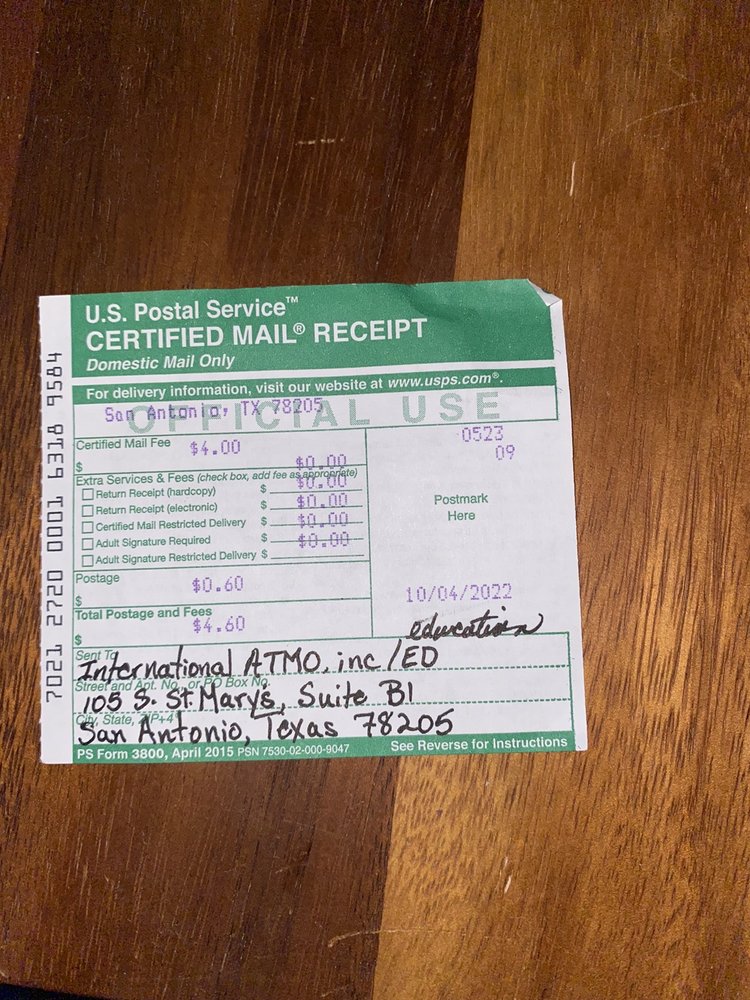 U.S. Postal Service™
CERTIFIED MAIL® RECEIPT
Domestic Mail Only
For delivery information, visit our website at www.usps.com®.
OFFICIAL USE
San Antonio, TX 78205
Certified Mail Fee
$4.00
$
$0.00
Extra Services & Fees (check box, add fee as appropriate)
$0.00
Return Receipt (hardcopy) $
Return Receipt (electronic) $ $0.00
Certified Mail Restricted Delivery $ $0.00
Adult Signature Required $ $0.00
Adult Signature Restricted Delivery $
Postage
$0.60
$
Total Postage and Fees
$4.60
$
0523
09
Postmark
Here
10/04/2022
education
Sent To
International ATMO, inc/ED
Street and Apt. No., or PO Box No.
105 S. St. Mary's, Suite B1
City, State, ZIP+4®
San Antonio, Texas 78205
PS Form 3800, April 2015 PSN 7530-02-000-9047 See Reverse for Instructions
7021 2720 0001 6318 9584